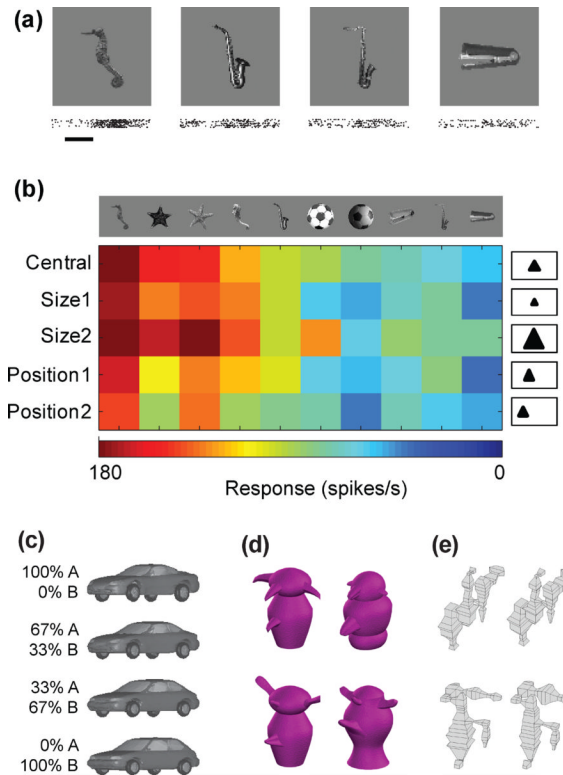 (a)
(b)
Central
Size1
Size2
Position1
Position2
180
0
Response (spikes/s)
(c)
100% A
0% B
67% A
33% B
33% A
67% B
0% A
100% B
(d)
(e)